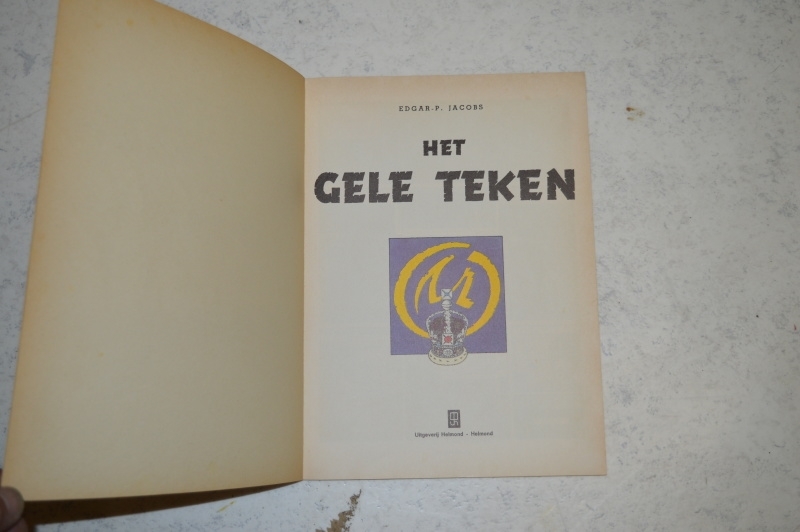 EDGAR-P. JACOBS
HET
GELE TEKEN
Uitgeverij Helmond - Helmond